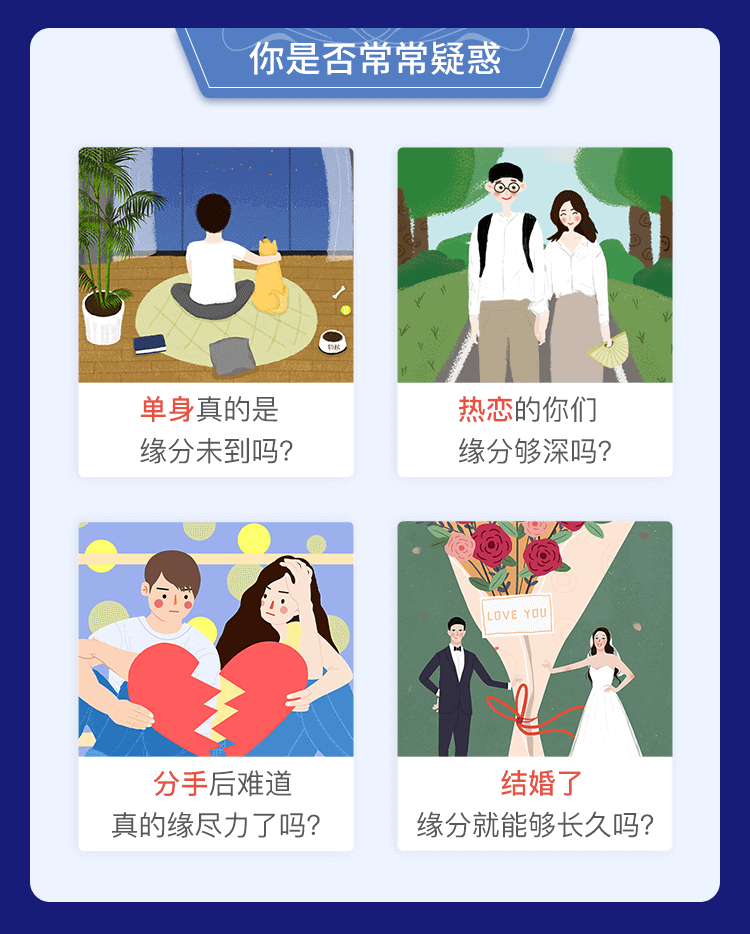 你是否常常疑惑
单身真的是
缘分未到吗?
热恋的你们
缘分够深吗?
LOVE YOU
分手后难道
真的缘尽力了吗?
结婚了
缘分就能够长久吗?